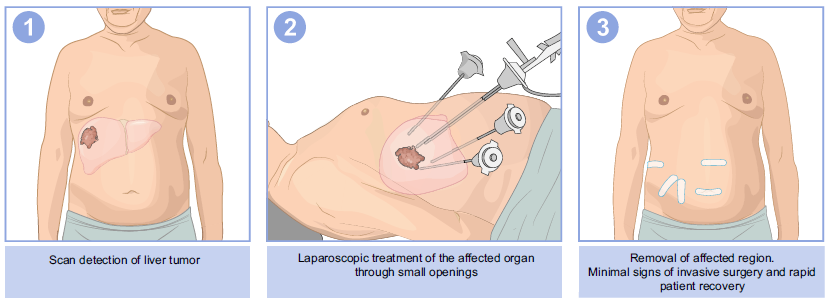 1
2
3
Scan detection of liver tumor
Laparoscopic treatment of the affected organ
through small openings
Removal of affected region.
Minimal signs of invasive surgery and rapid
patient recovery